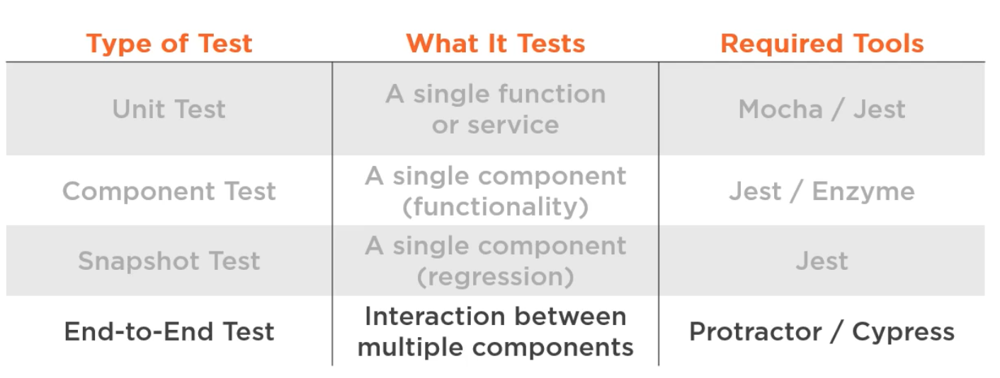 Type of Test What It Tests Required Tools
Unit Test
A single function
or service
Mocha / Jest
Component Test
A single component
(functionality)
Jest / Enzyme
Snapshot Test
A single component
(regression)
Jest
End-to-End Test
Interaction between
multiple components
Protractor / Cypress